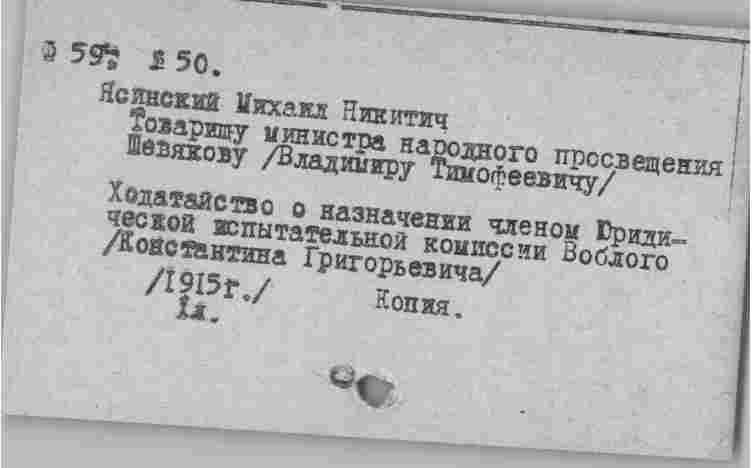 Ф 59 № 50.
Ясинский Михаил Никитич
Товарищу министра народного просвещения
Шевякову /Владимиру Тимофеевичу/
Ходатайство о назначении членом Юриди-
ческой испытательной комиссии Воблого
/Константина Григорьевича/
/1915г./ Копия.
1л.